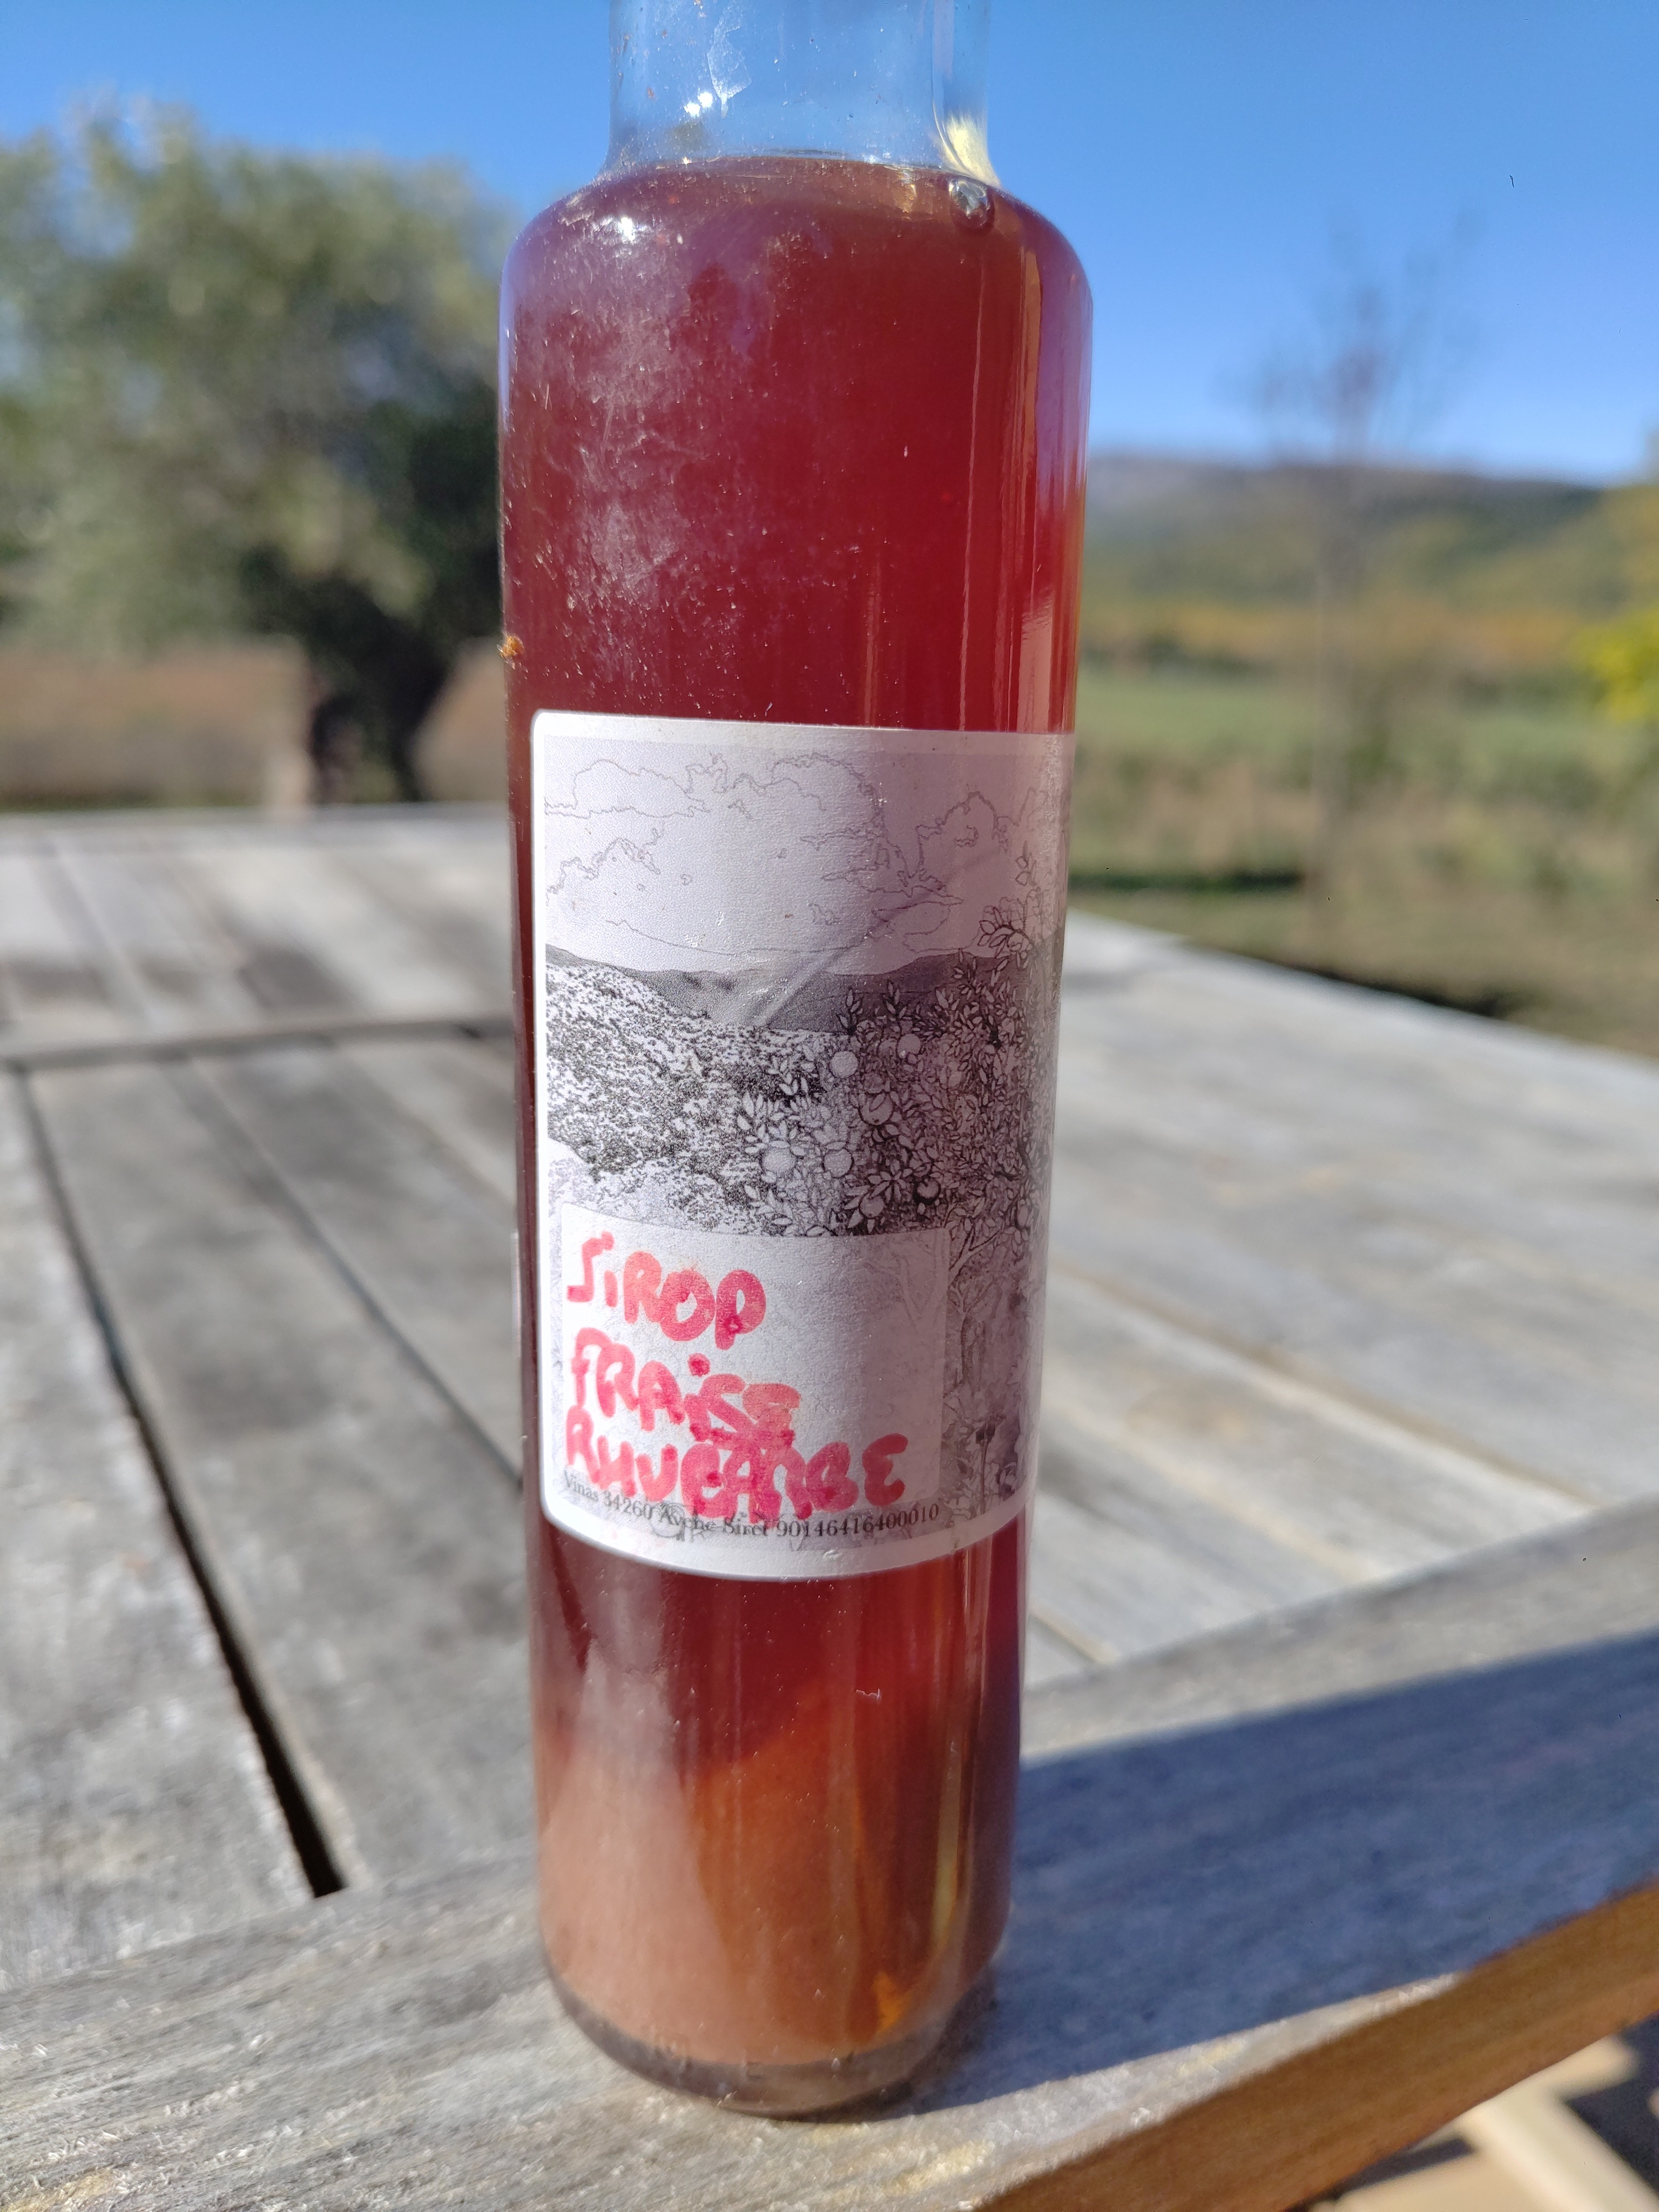 SiROP
FRAiSE
RHUBARBE
Vinas 34260 Avène Siret 90146416400010